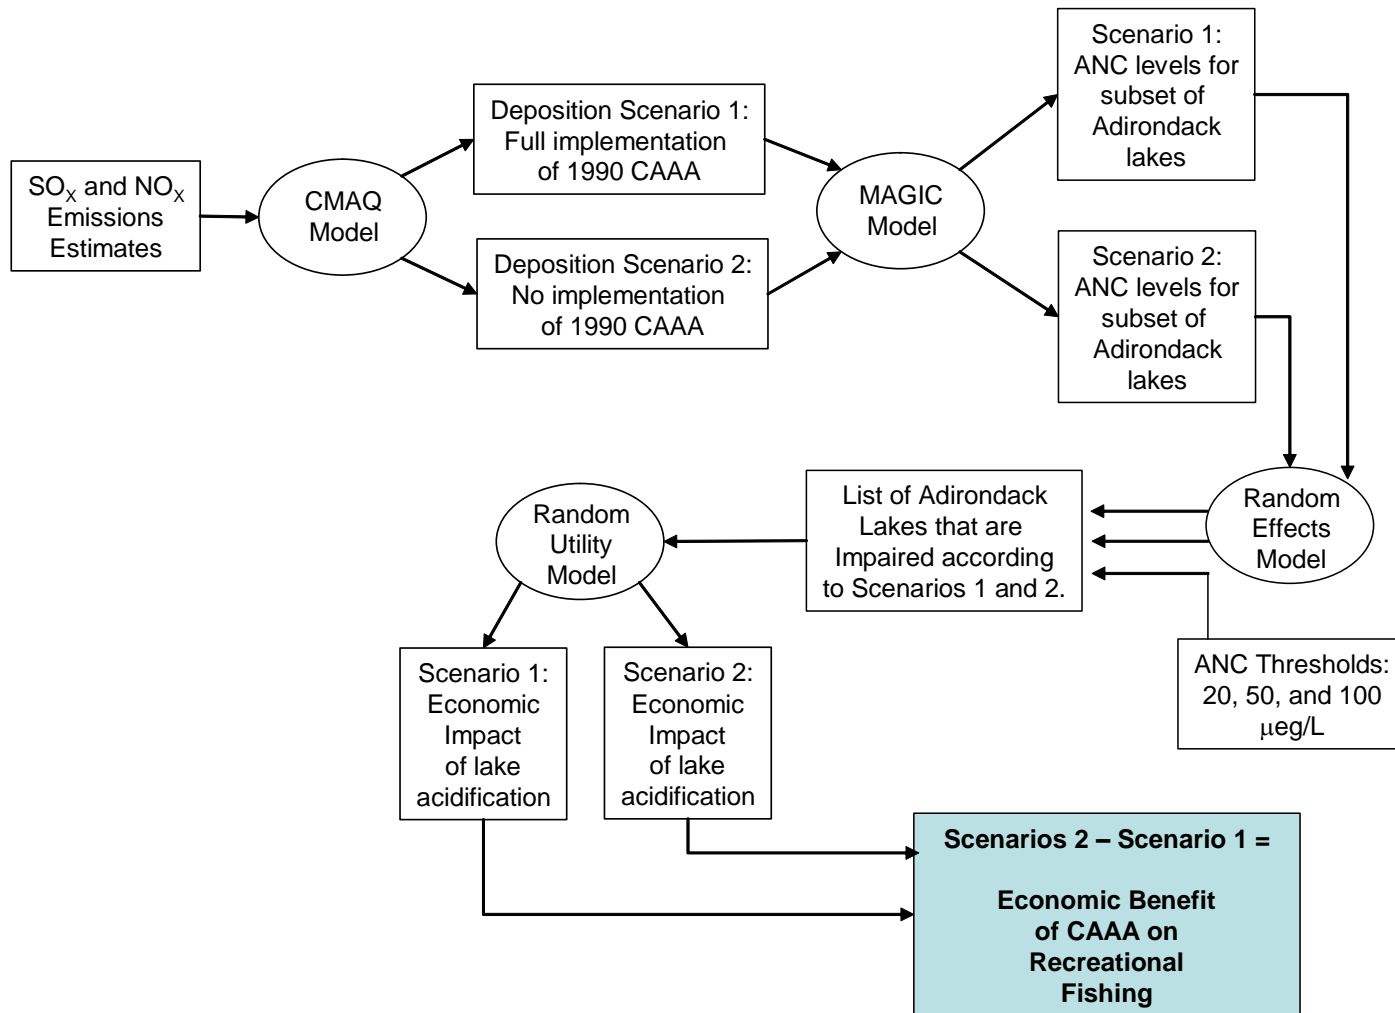 SOX and NOX
Emissions
Estimates
CMAQ
Model
Deposition Scenario 1:
Full implementation
of 1990 CAAA
Deposition Scenario 2:
No implementation
of 1990 CAAA
MAGIC
Model
Scenario 1:
ANC levels for
subset of
Adirondack
lakes
Scenario 2:
ANC levels for
subset of
Adirondack
lakes
Random
Effects
Model
ANC Thresholds:
20, 50, and 100
μeg/L
List of Adirondack
Lakes that are
Impaired according
to Scenarios 1 and 2.
Random
Utility
Model
Scenario 1:
Economic
Impact
of lake
acidification
Scenario 2:
Economic
Impact
of lake
acidification
Scenarios 2 – Scenario 1 =
Economic Benefit
of CAAA on
Recreational
Fishing